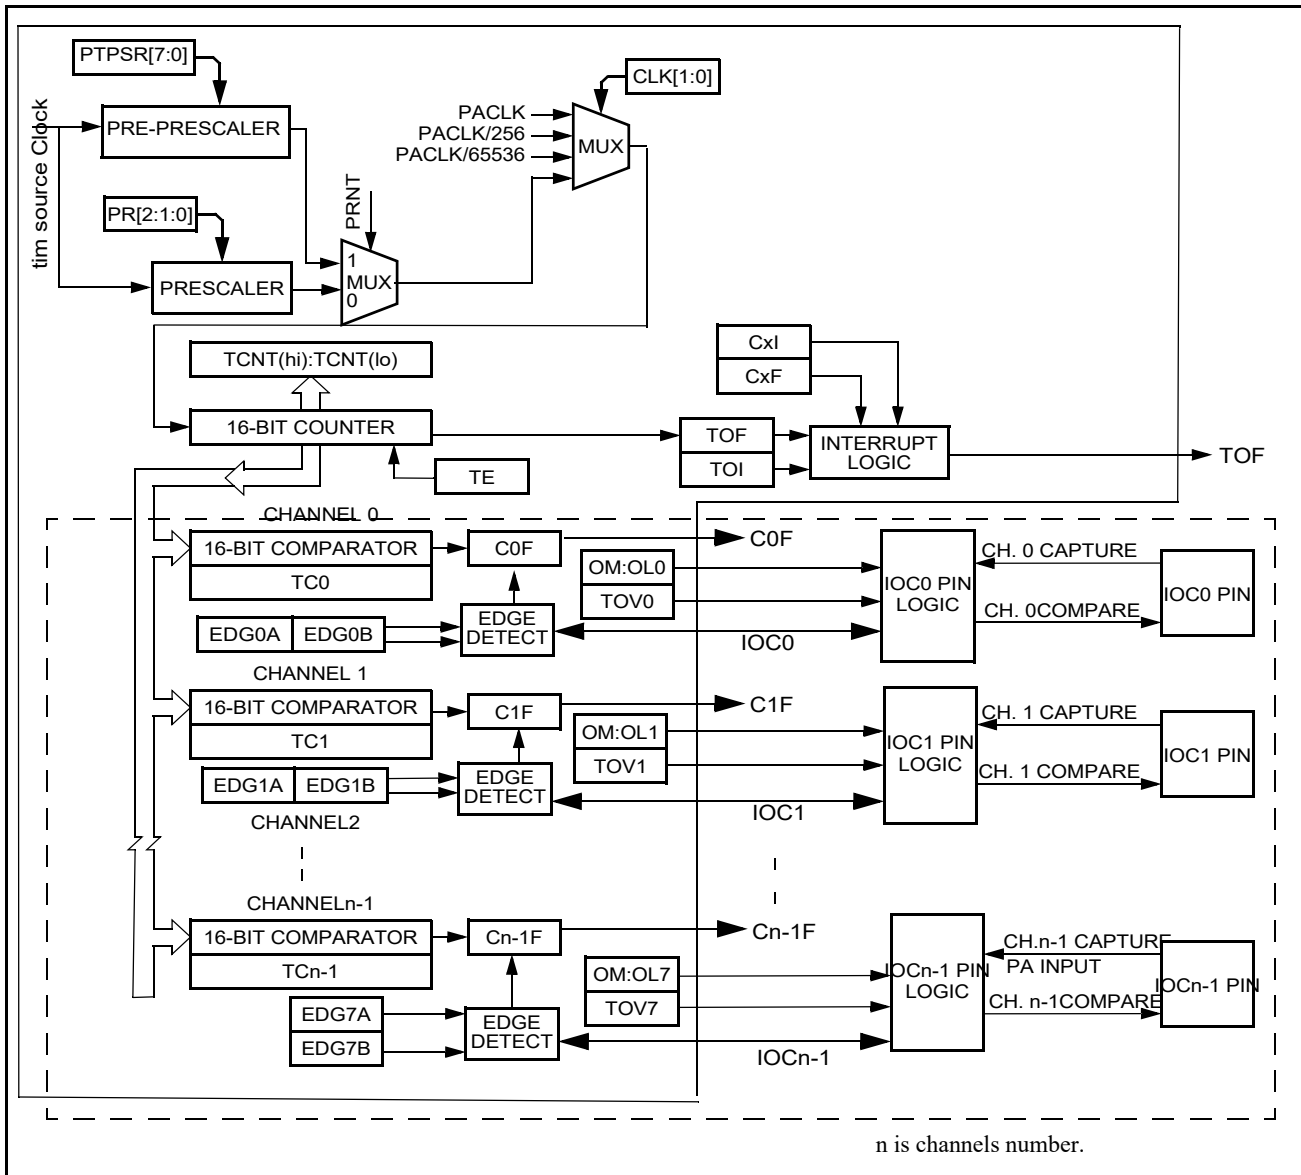 PTPSR[7:0]
CLK[1:0]
tim source Clock
PRE-PRESCALER
PACLK
PACLK/256
PACLK/65536
MUX
PR[2:1:0]
PRNT
PRESCALER
1
MUX
0
TCNT(hi):TCNT(lo)
CxI
CxF
16-BIT COUNTER
TOF
TOI
INTERRUPT
LOGIC
TOF
TE
CHANNEL 0
16-BIT COMPARATOR
TC0
C0F
C0F
OM:OL0
TOV0
IOC0 PIN
LOGIC
CH. 0 CAPTURE
CH. 0COMPARE
IOC0 PIN
EDG0A
EDG0B
EDGE
DETECT
IOC0
CHANNEL 1
16-BIT COMPARATOR
TC1
C1F
C1F
OM:OL1
TOV1
IOC1 PIN
LOGIC
CH. 1 CAPTURE
CH. 1 COMPARE
IOC1 PIN
EDG1A
EDG1B
EDGE
DETECT
IOC1
CHANNEL2
CHANNELn-1
16-BIT COMPARATOR
TCn-1
Cn-1F
Cn-1F
OM:OL7
TOV7
IOCn-1 PIN
LOGIC
CH.n-1 CAPTURE
PA INPUT
CH. n-1COMPARE
IOCn-1 PIN
EDG7A
EDG7B
EDGE
DETECT
IOCn-1
n is channels number.